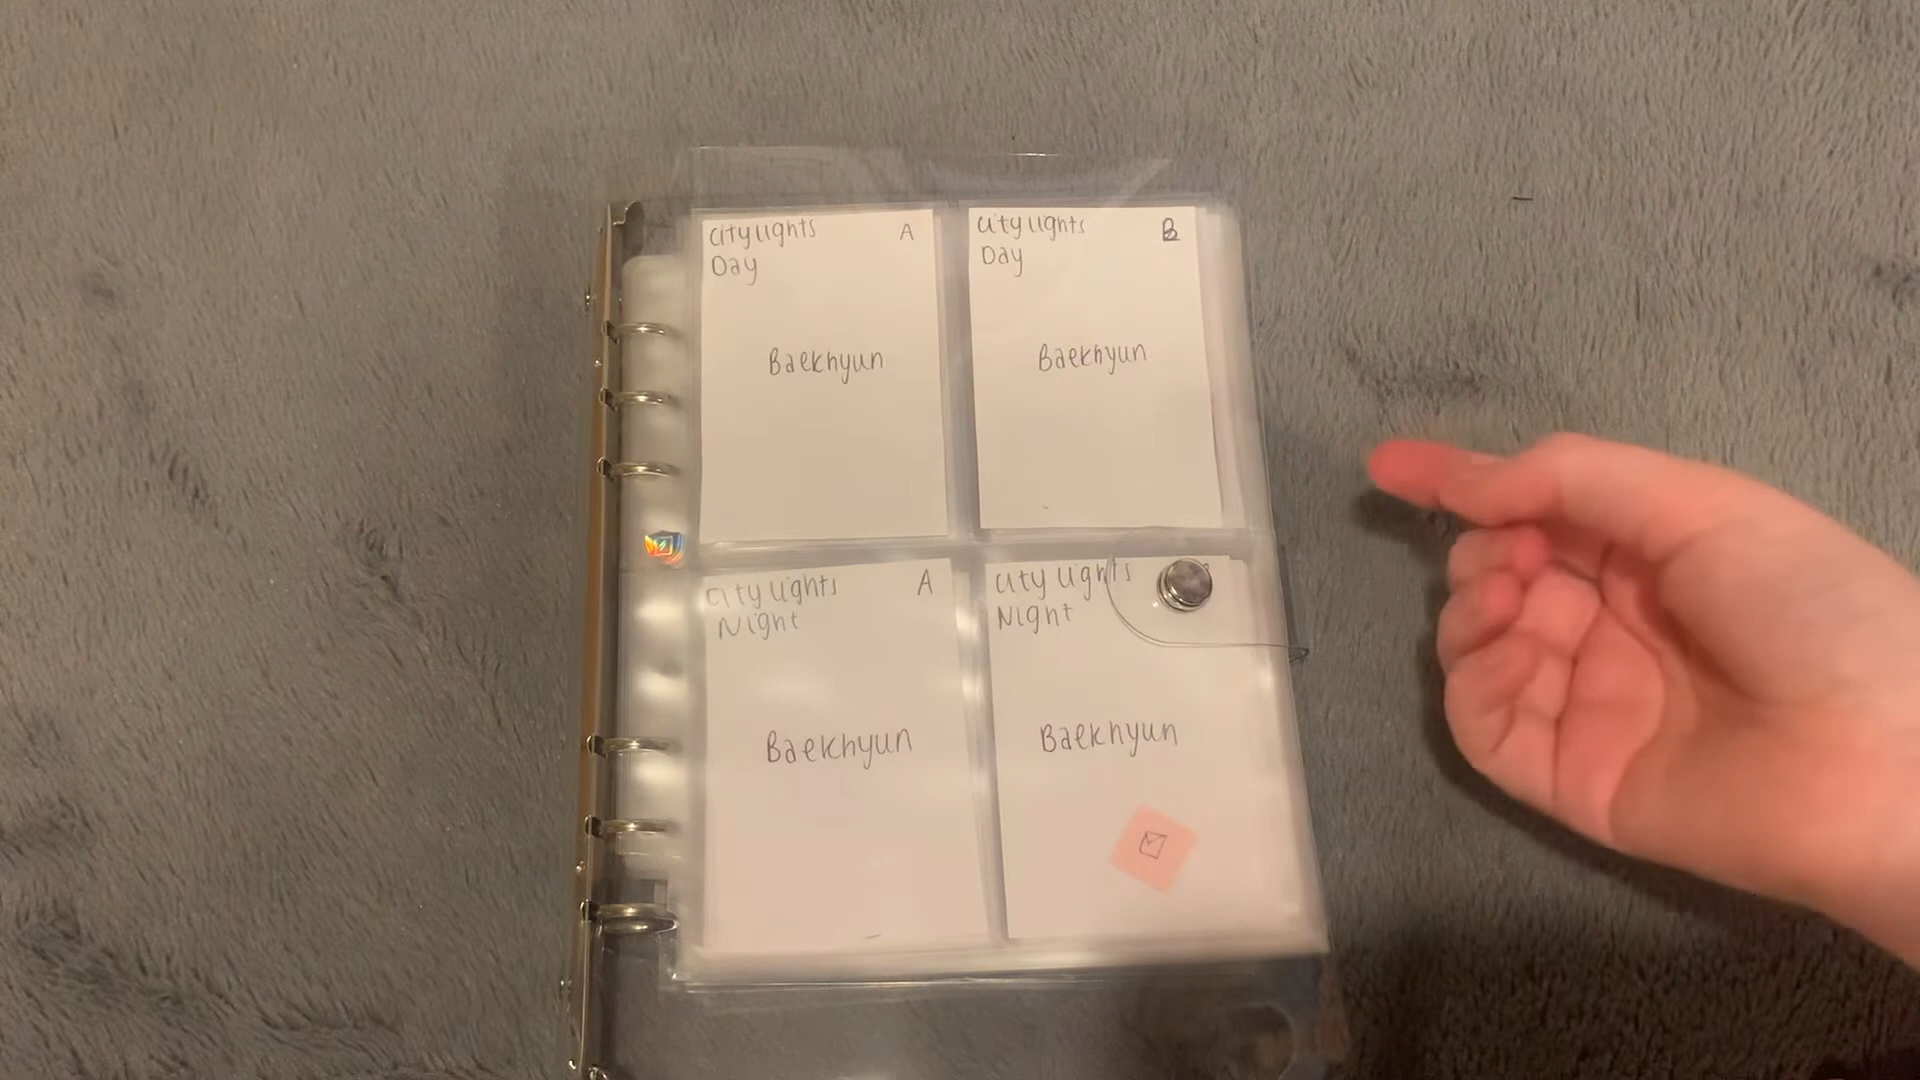 City Lights A
Day
Baekhyun
City Lights B
Day
Baekhyun
City Lights A
Night
Baekhyun
City Lights
Night
Baekhyun